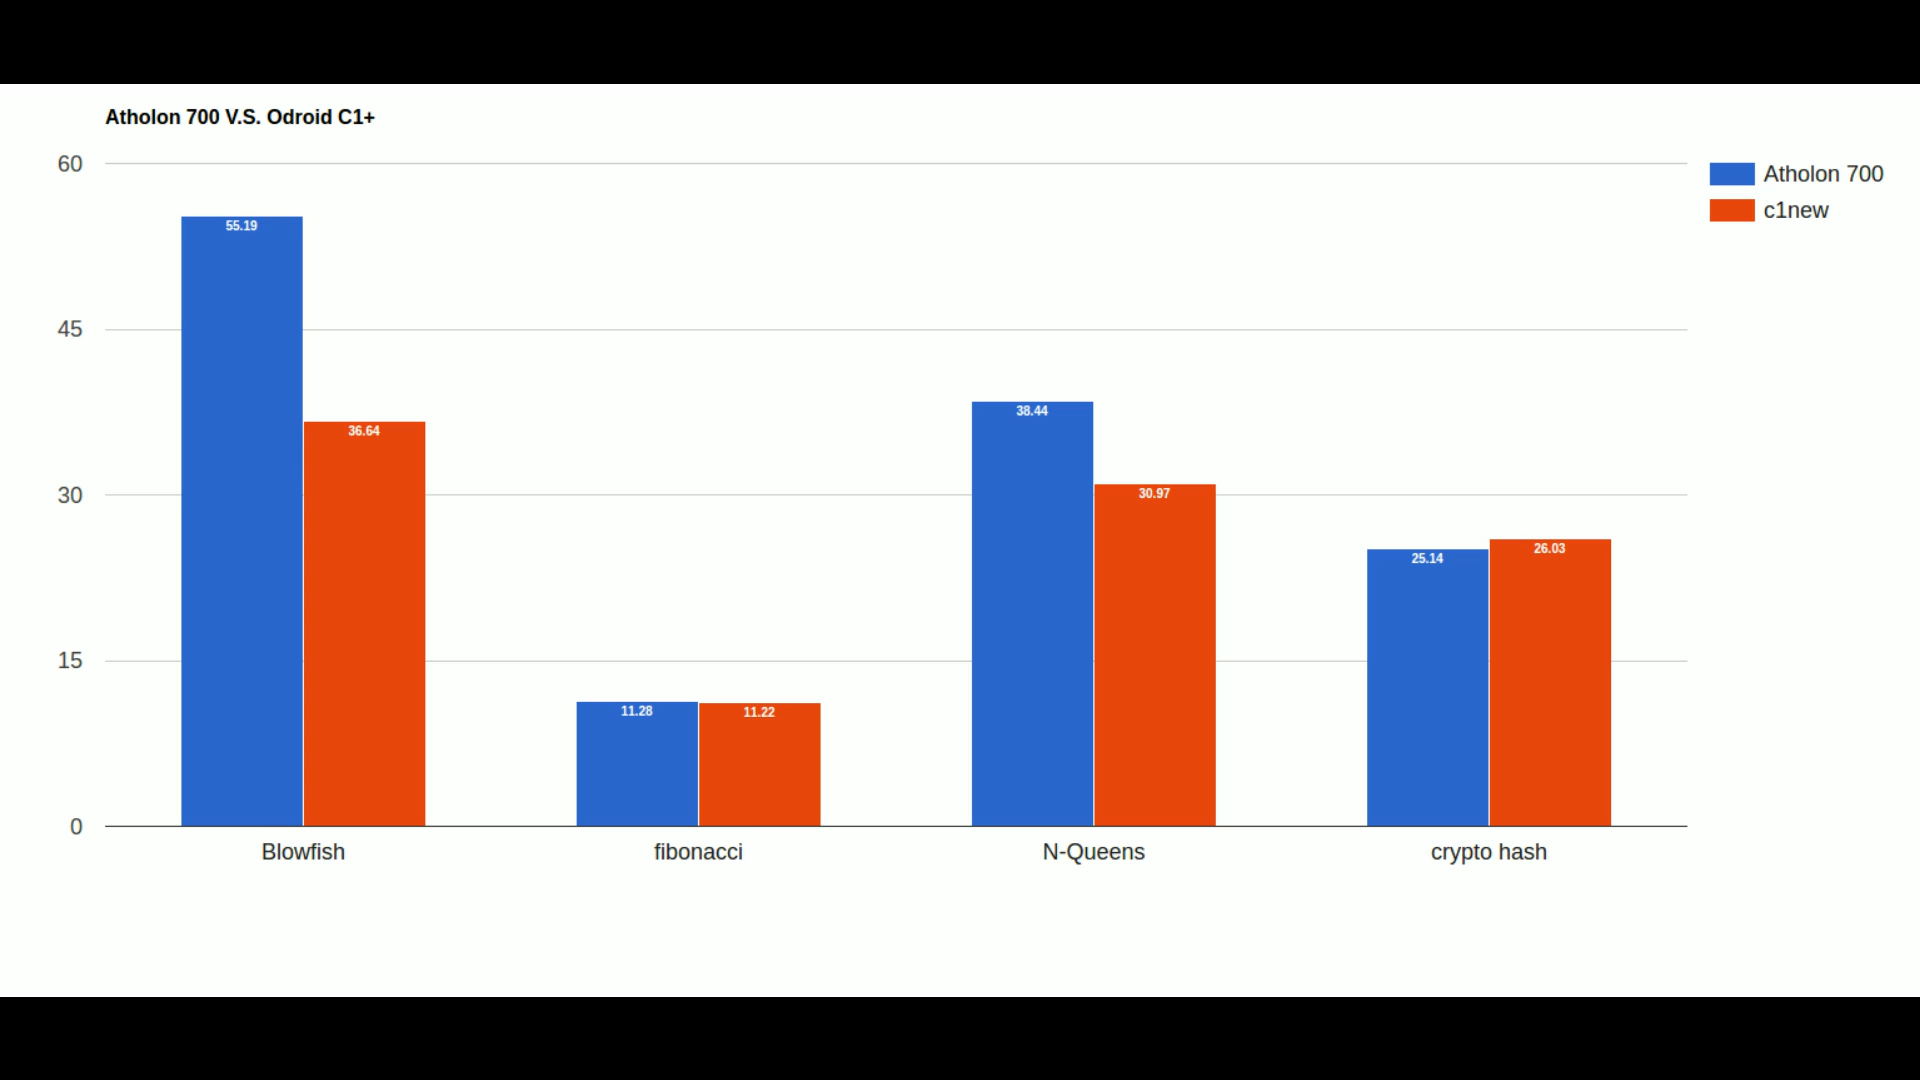 Atholon 700 V.S. Odroid C1+
60
45
30
15
0
Atholon 700
c1new
55.19
36.64
11.28
11.22
38.44
30.97
25.14
26.03
Blowfish
fibonacci
N-Queens
crypto hash